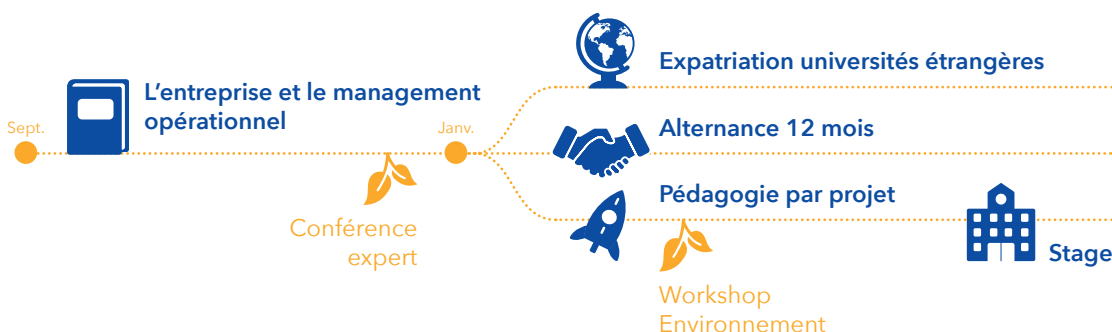 Sept.
L’entreprise et le management
opérationnel
Conférence
expert
Janv.
Expatriation universités étrangères
Alternance 12 mois
Pédagogie par projet
Workshop
Environnement
Stage